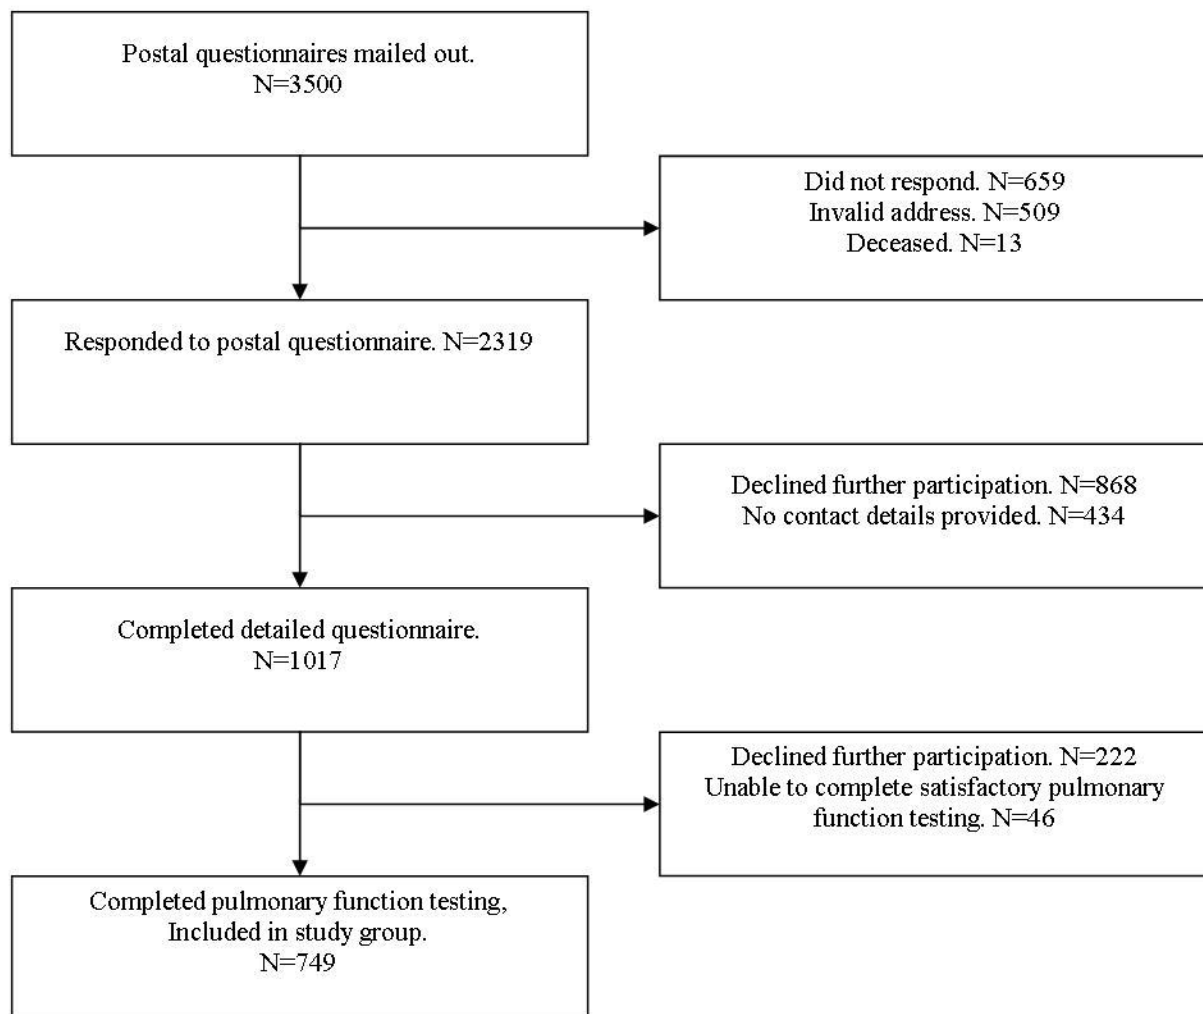 Postal questionnaires mailed out.
N=3500
Did not respond. N=659
Invalid address. N=509
Deceased. N=13
Responded to postal questionnaire. N=2319
Declined further participation. N=868
No contact details provided. N=434
Completed detailed questionnaire.
N=1017
Declined further participation. N=222
Unable to complete satisfactory pulmonary
function testing. N=46
Completed pulmonary function testing,
Included in study group.
N=749